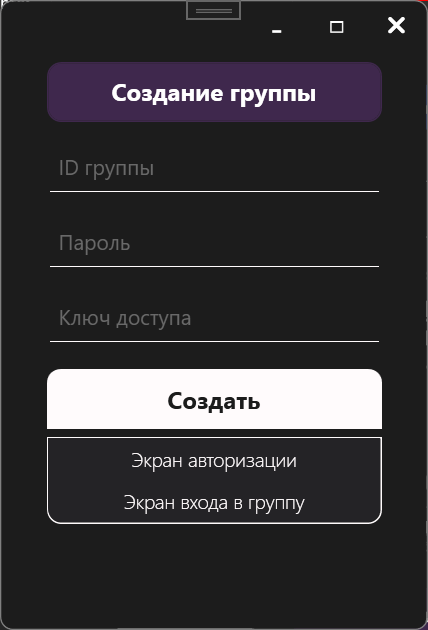 Создание группы
ID группы
Пароль
Ключ доступа
Создать
Экран авторизации
Экран входа в группу